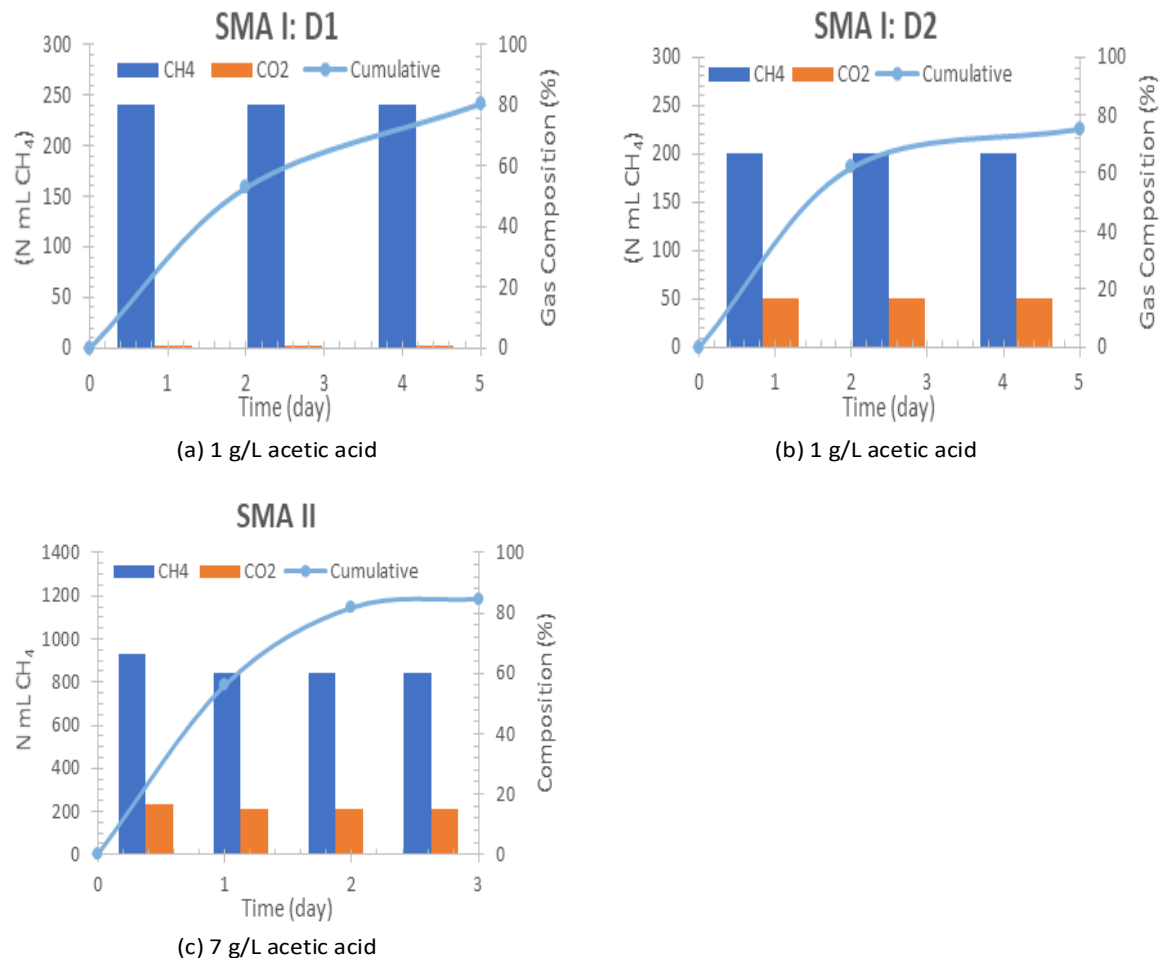 SMA I: D1
CH4 CO2 Cumulative
300
250
200
150
100
50
0
{N mL CH₄)
100
80
60
40
20
0
Gas Composition (%)
0 1 2 3 4 5
Time (day)
(a) 1 g/L acetic acid
SMA I: D2
CH4 CO2 Cumulative
300
250
200
150
100
50
0
{N mL CH₄)
100
80
60
40
20
0
Gas Composition (%)
0 1 2 3 4 5
Time (day)
(b) 1 g/L acetic acid
SMA II
CH4 CO2 Cumulative
1400
1200
1000
800
600
400
200
0
N mL CH₄
100
80
60
40
20
0
Composition (%)
0 1 2 3
Time (day)
(c) 7 g/L acetic acid